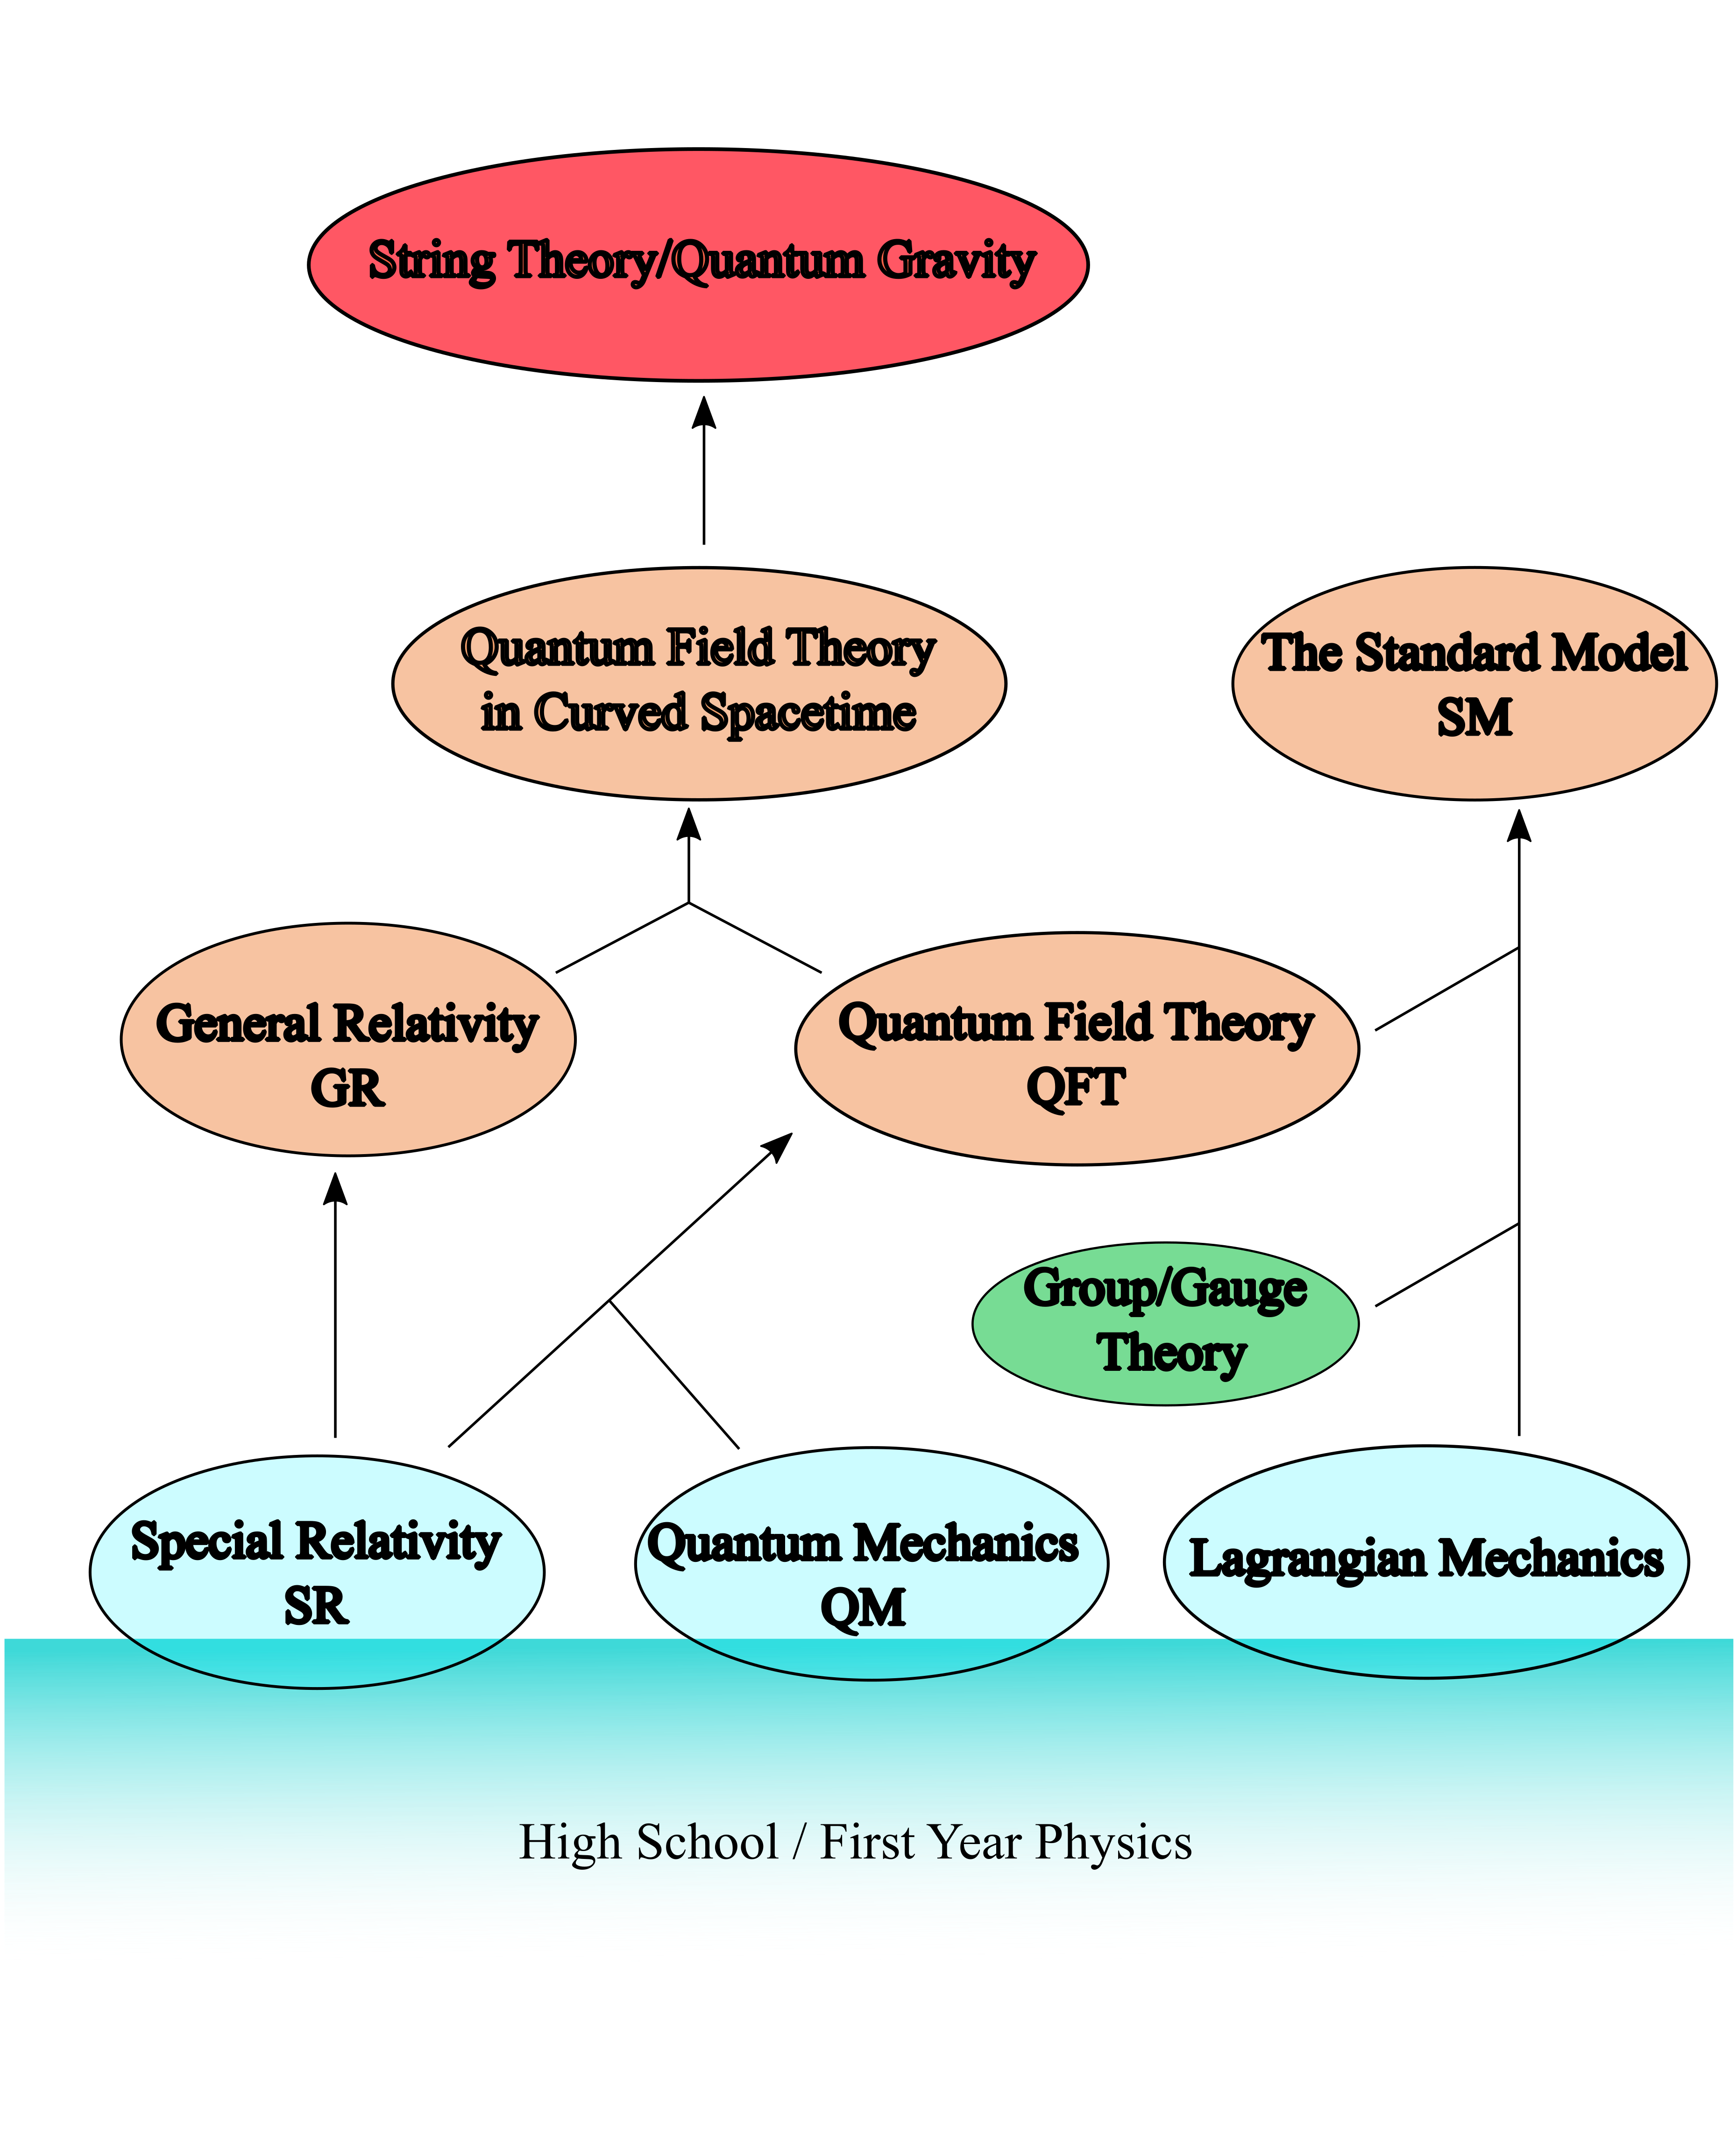 String Theory/Quantum Gravity
Quantum Field Theory
in Curved Spacetime
The Standard Model
SM
General Relativity
GR
Quantum Field Theory
QFT
Group/Gauge
Theory
Special Relativity
SR
Quantum Mechanics
QM
Lagrangian Mechanics
High School / First Year Physics